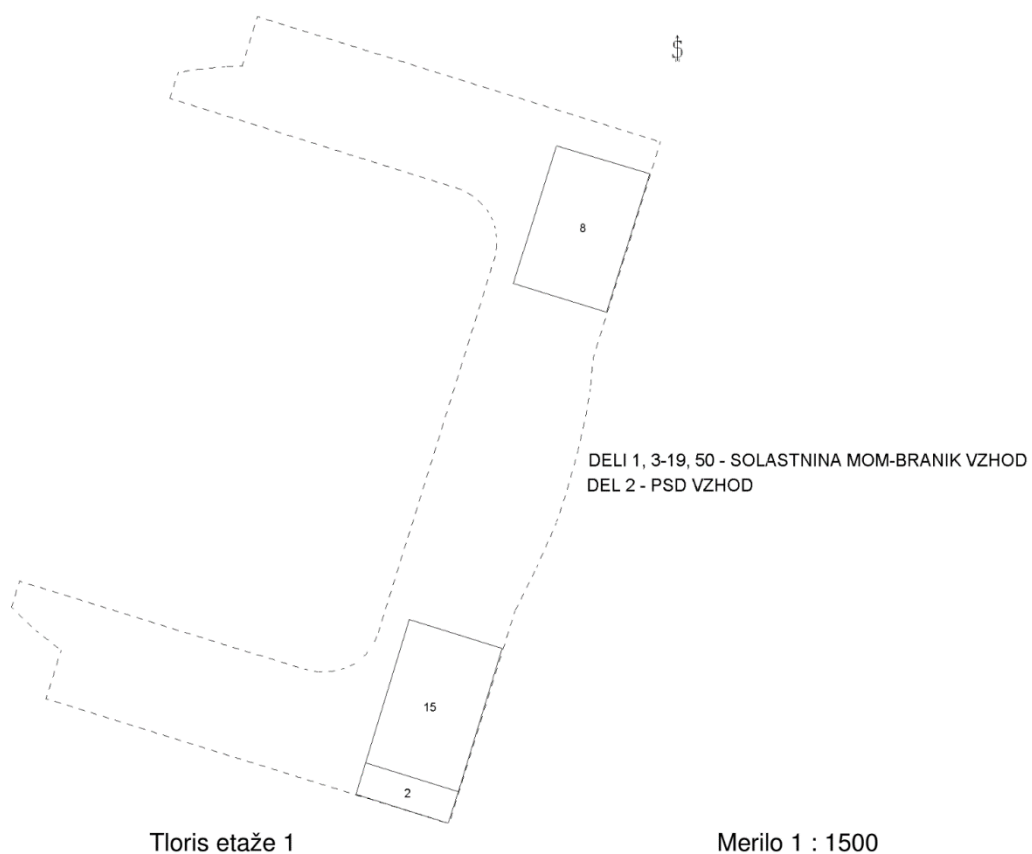 $
8
DELI 1, 3-19, 50 - SOLASTNINA MOM-BRANIK VZHOD
DEL 2 - PSD VZHOD
15
2
Tloris etaže 1
Merilo 1 : 1500